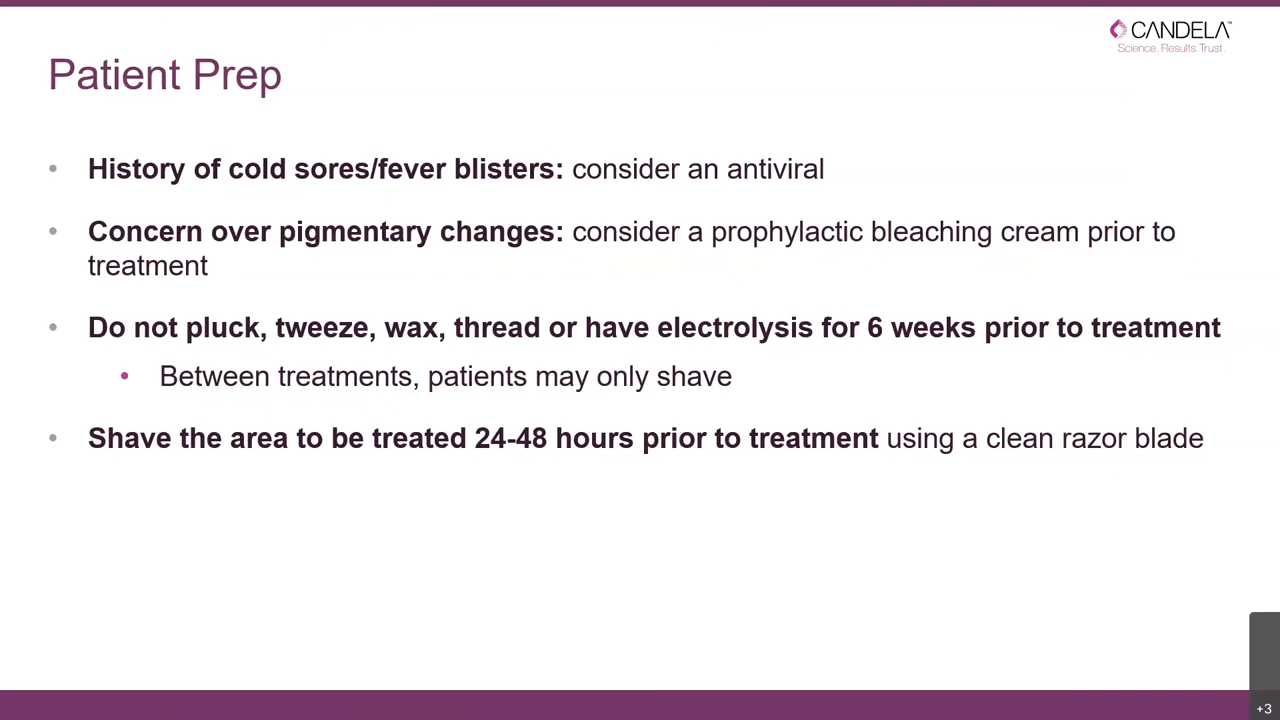 CANDELA™
Science. Results. Trust.
Patient Prep
• History of cold sores/fever blisters: consider an antiviral
• Concern over pigmentary changes: consider a prophylactic bleaching cream prior to
treatment
• Do not pluck, tweeze, wax, thread or have electrolysis for 6 weeks prior to treatment
• Between treatments, patients may only shave
• Shave the area to be treated 24-48 hours prior to treatment using a clean razor blade
+3